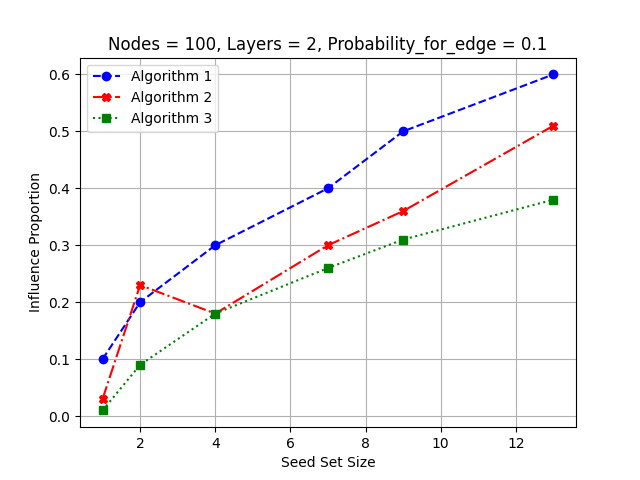 Nodes = 100, Layers = 2, Probability_for_edge = 0.1
Algorithm 1
Algorithm 2
Algorithm 3
Influence Proportion
0.6
0.5
0.4
0.3
0.2
0.1
0.0
2 4 6 8 10 12
Seed Set Size